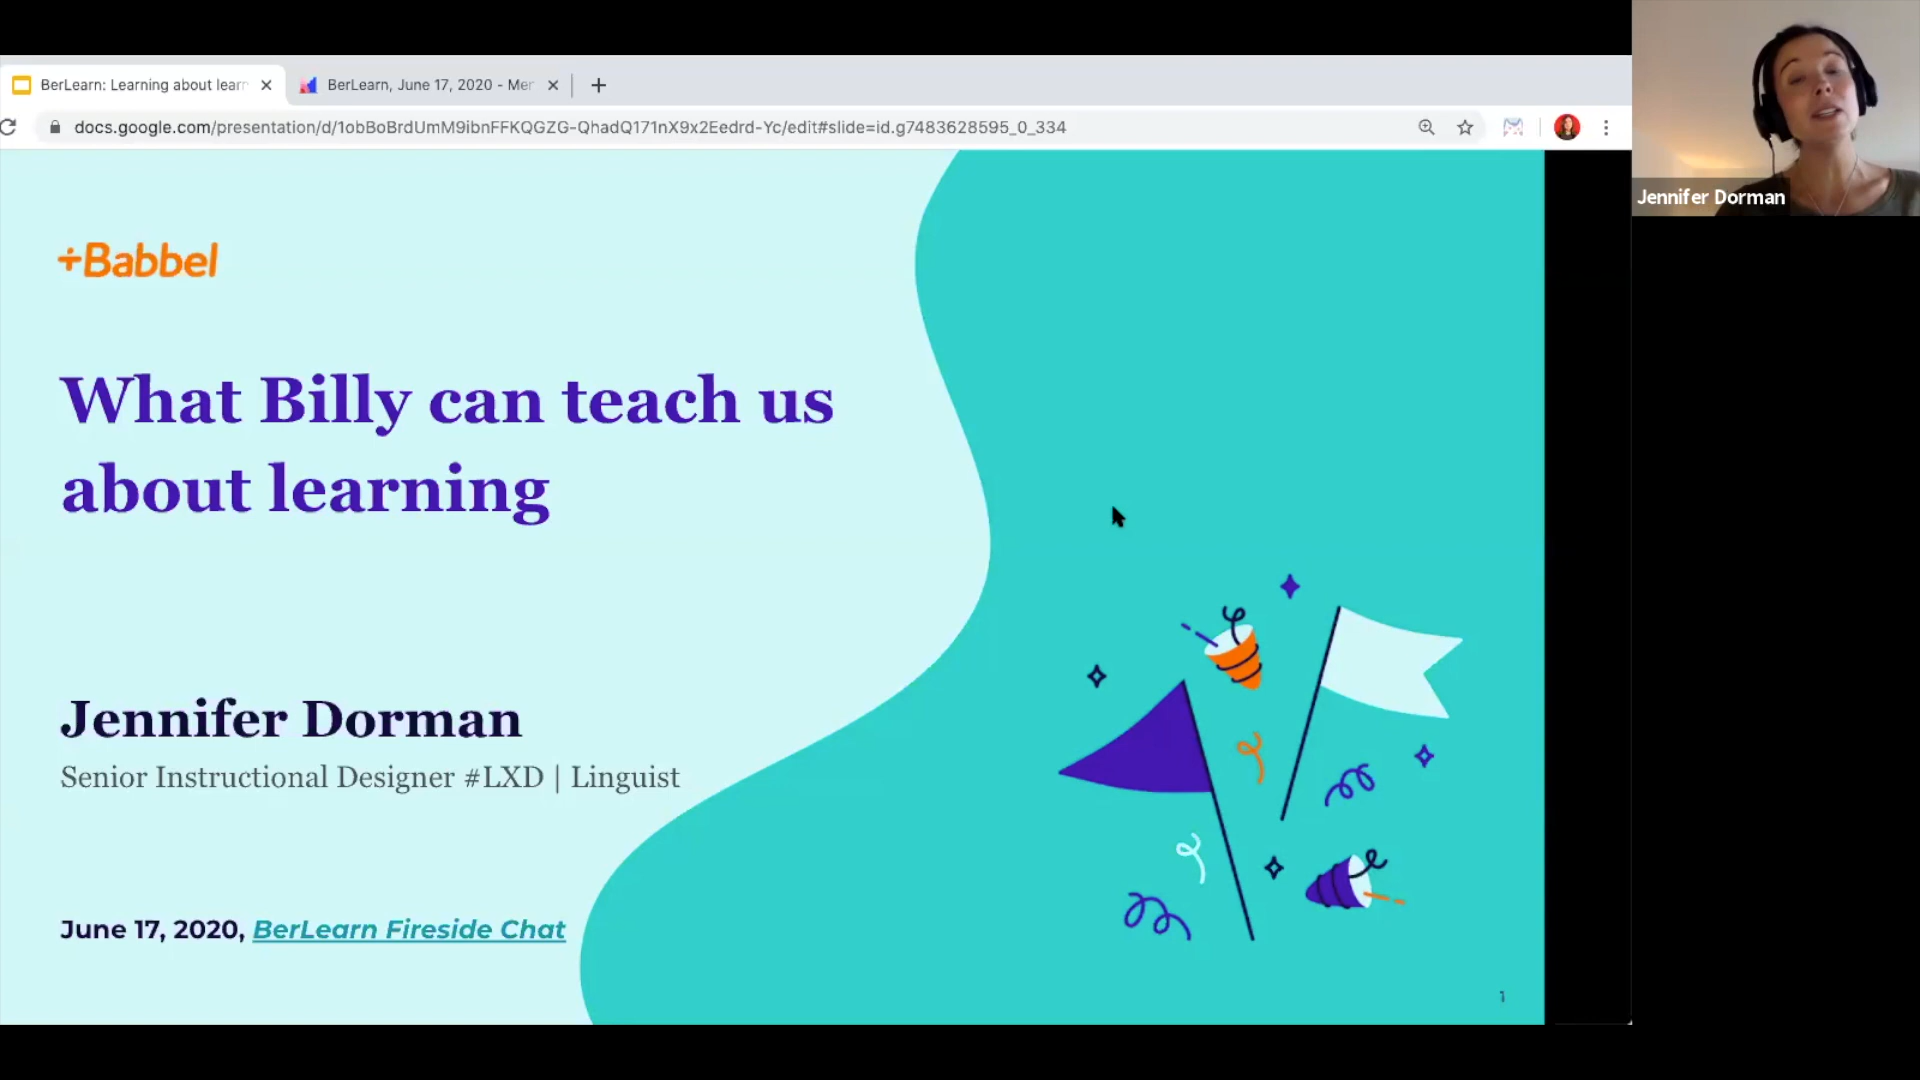 BerLearn: Learning about learn
BerLearn, June 17, 2020 - Mer
docs.google.com/presentation/d/1obBoBrdUmM9ibnFFKQGZG-QhadQ171nX9x2Eedrd-Yc/edit#slide=id.g7483628595_0_334
Jennifer Dorman
+Babbel
What Billy can teach us
about learning
Jennifer Dorman
Senior Instructional Designer #LXD | Linguist
June 17, 2020, BerLearn Fireside Chat
1